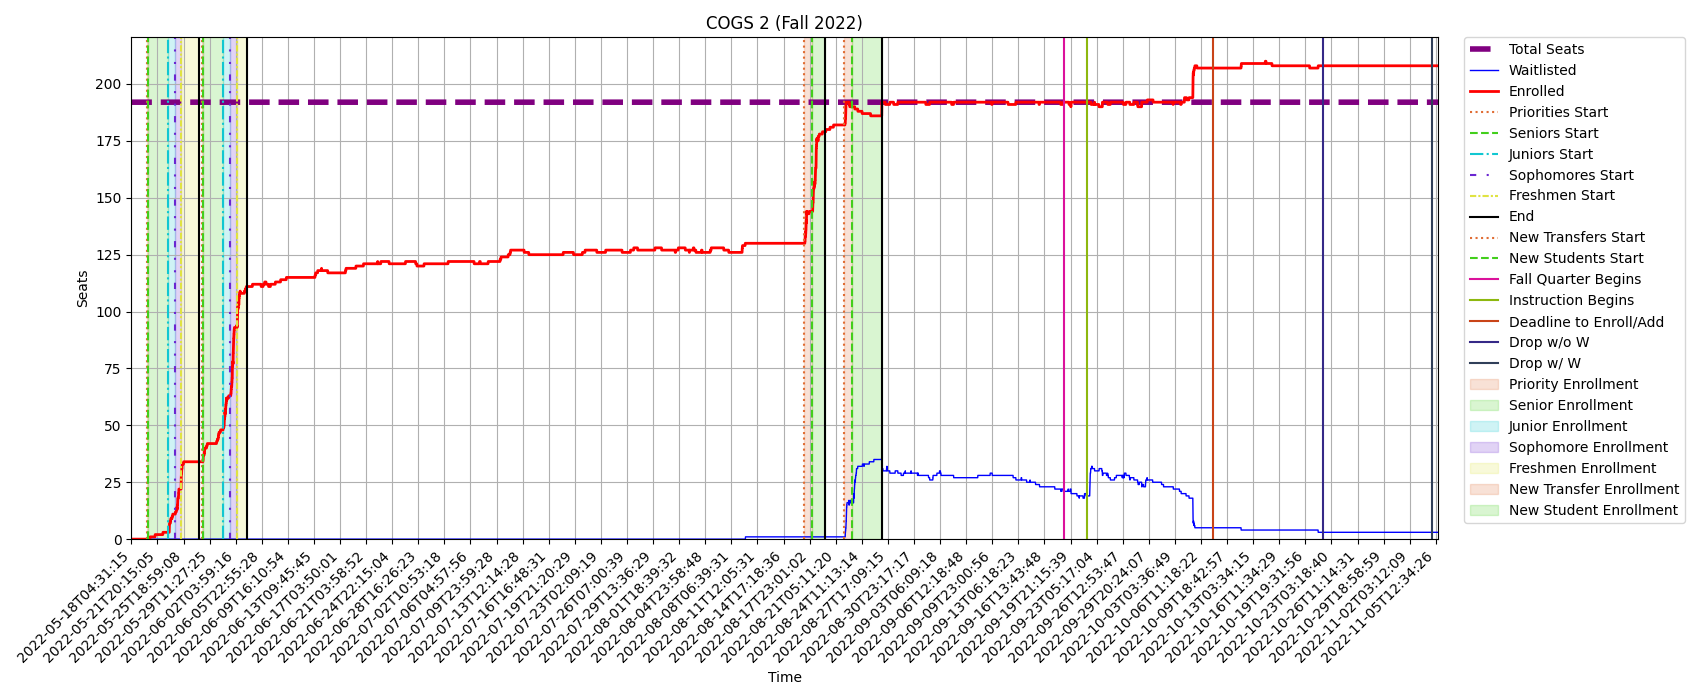 COGS 2 (Fall 2022)
Seats
200
175
150
125
100
75
50
25
0
2022-05-18T04:31:15
2022-05-21T20:15:05
2022-05-25T18:59:08
2022-05-29T11:27:25
2022-06-02T03:59:16
2022-06-05T22:55:28
2022-06-09T16:10:54
2022-06-13T09:45:45
2022-06-17T03:50:01
2022-06-21T03:58:52
2022-06-24T22:15:04
2022-06-28T16:26:23
2022-07-02T10:53:18
2022-07-06T04:57:56
2022-07-09T23:59:28
2022-07-13T12:14:28
2022-07-16T16:48:31
2022-07-19T21:20:29
2022-07-23T02:09:19
2022-07-26T07:00:39
2022-07-29T13:36:29
2022-08-01T18:39:32
2022-08-04T23:58:48
2022-08-08T06:39:31
2022-08-11T12:05:31
2022-08-14T17:18:36
2022-08-17T23:01:02
2022-08-21T05:11:20
2022-08-24T11:13:14
2022-08-27T17:09:15
2022-08-30T23:17:17
2022-09-03T06:09:18
2022-09-06T12:18:48
2022-09-09T23:00:56
2022-09-13T06:18:23
2022-09-16T13:43:48
2022-09-19T21:15:39
2022-09-23T05:17:04
2022-09-26T12:53:47
2022-09-29T20:24:07
2022-10-03T03:36:49
2022-10-06T11:18:22
2022-10-09T18:42:57
2022-10-13T03:34:15
2022-10-16T11:34:29
2022-10-19T19:31:56
2022-10-23T03:18:40
2022-10-26T11:14:31
2022-10-29T18:58:59
2022-11-02T03:12:09
2022-11-05T12:34:26
Time
Total Seats
Waitlisted
Enrolled
Priorities Start
Seniors Start
Juniors Start
Sophomores Start
Freshmen Start
End
New Transfers Start
New Students Start
Fall Quarter Begins
Instruction Begins
Deadline to Enroll/Add
Drop w/o W
Drop w/ W
Priority Enrollment
Senior Enrollment
Junior Enrollment
Sophomore Enrollment
Freshmen Enrollment
New Transfer Enrollment
New Student Enrollment